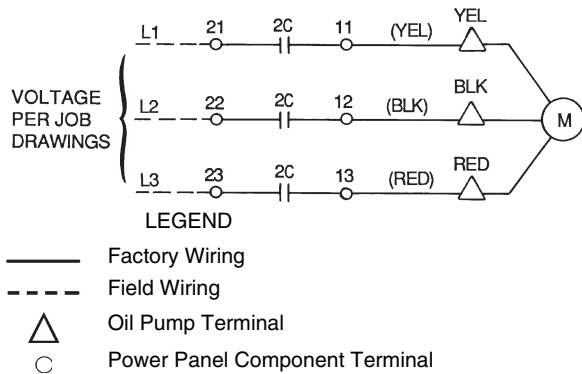 YEL
L1 21 2C 11 (YEL)
BLK
VOLTAGE
PER JOB
DRAWINGS
L2 22 2C 12 (BLK) M
RED
L3 23 2C 13 (RED)
LEGEND
Factory Wiring
Field Wiring
Oil Pump Terminal
Power Panel Component Terminal